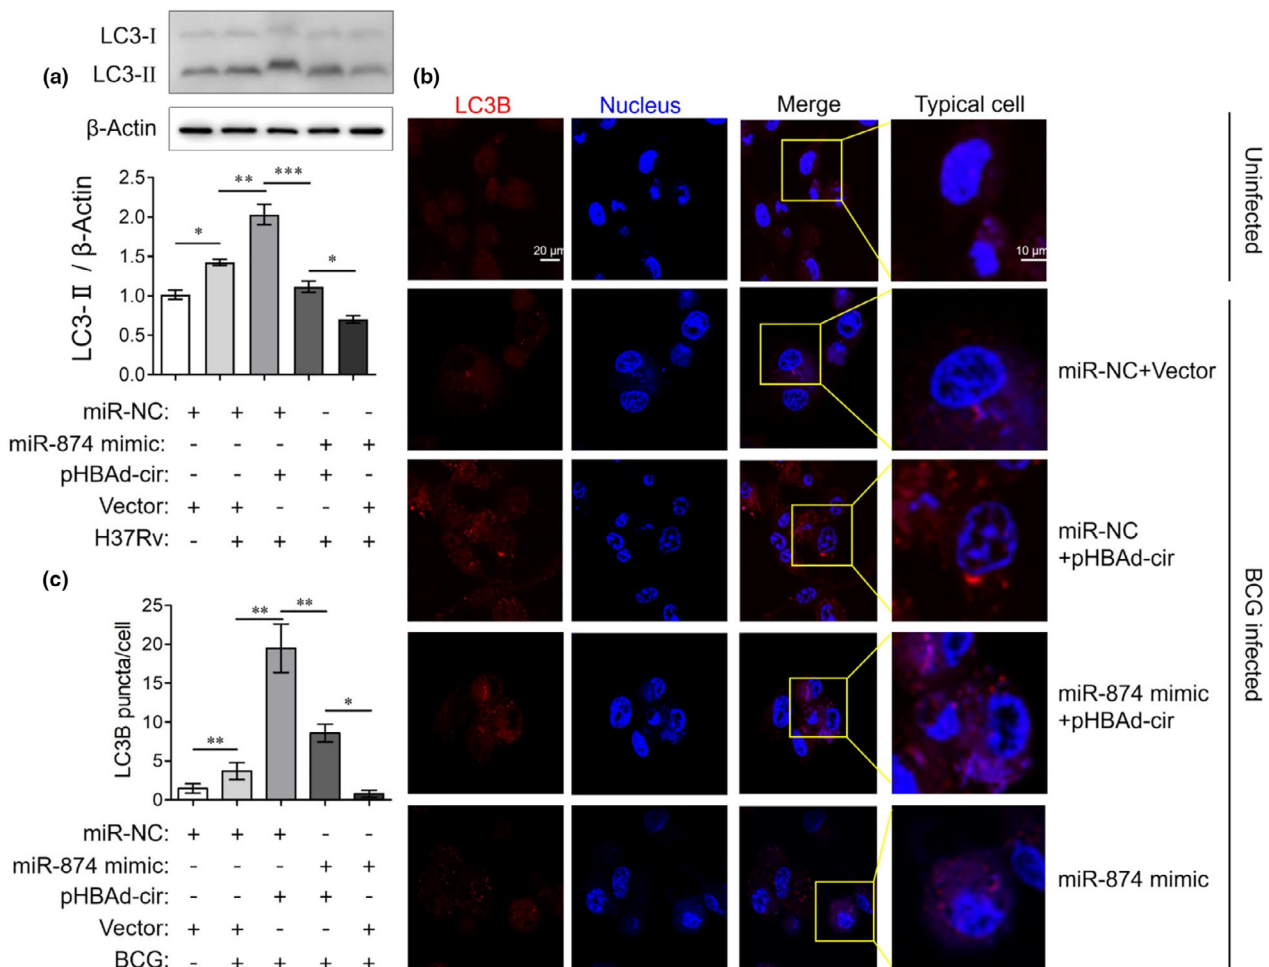 (a)
LC3-I
LC3-II
β-Actin
LC3-II / β-Actin
2.5
2.0
1.5
1.0
0.5
0.0
* ** *** *
miR-NC: + + + - -
miR-874 mimic: - - - + +
pHBAd-cir: - - + + -
Vector: + + - - +
H37Rv: - + + + +
(c)
LC3B puncta/cell
25
20
15
10
5
0
** ** ** *
miR-NC: + + + - -
miR-874 mimic: - - - + +
pHBAd-cir: - - + + -
Vector: + + - - +
BCG: - + + + +
(b)
LC3B Nucleus Merge Typical cell
20 µm
10 µm
Uninfected
miR-NC+Vector
miR-NC
+pHBAd-cir
miR-874 mimic
+pHBAd-cir
miR-874 mimic
BCG infected